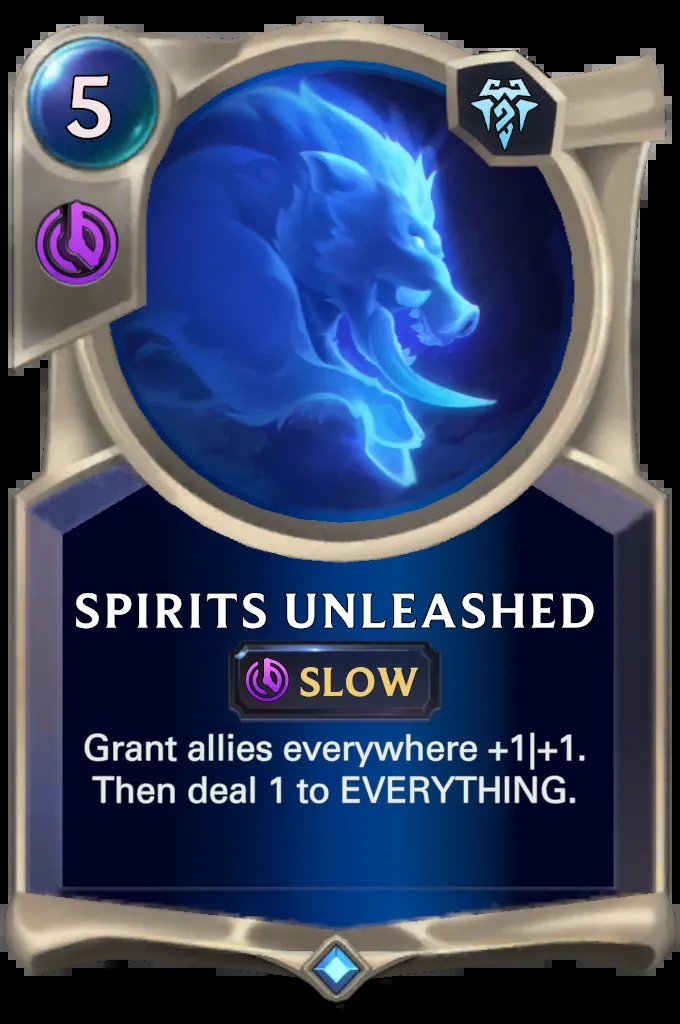 5
SPIRITS UNLEASHED
SLOW
Grant allies everywhere +1|+1.
Then deal 1 to EVERYTHING.